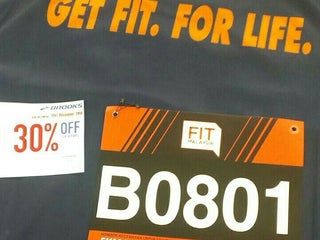 GET FIT. FOR LIFE.
BROOKS
30% OFF
FIT
MALAYSIA
B0801